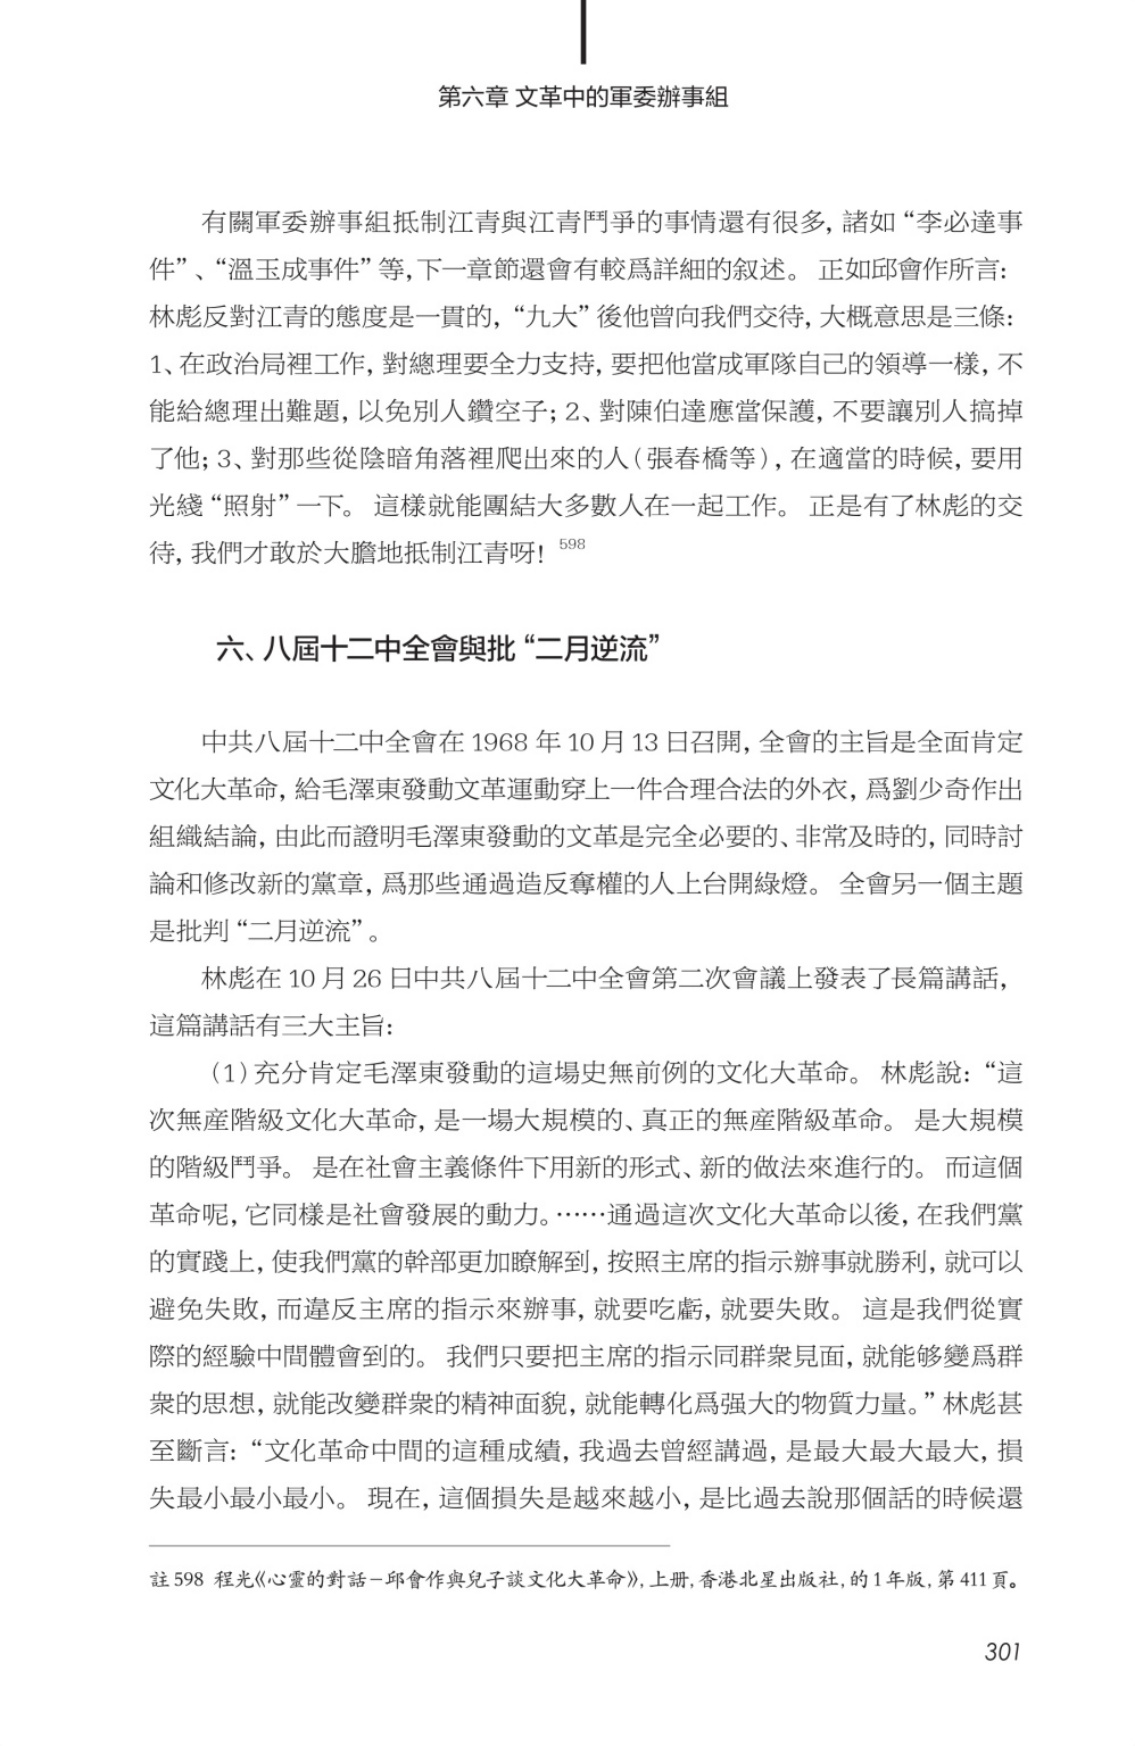 第六章 文革中的軍委辦事組
有關軍委辦事組抵制江青與江青鬥爭的事情還有很多，諸如“李必達事
件”、“溫玉成事件”等，下一章節還會有較爲詳細的叙述。正如邱會作所言：
林彪反對江青的態度是一貫的，“九大”後他曾向我們交待，大概意思是三條：
1、在政治局裡工作，對總理要全力支持，要把他當成軍隊自己的領導一樣，不
能給總理出難題，以免別人鑽空子；2、對陳伯達應當保護，不要讓別人搞掉
了他；3、對那些從陰暗角落裡爬出來的人（張春橋等），在適當的時候，要用
光綫“照射”一下。這樣就能團結大多數人在一起工作。正是有了林彪的交
待，我們才敢於大膽地抵制江青呀！598
六、八屆十二中全會與批“二月逆流”
中共八屆十二中全會在 1968 年 10 月 13 日召開，全會的主旨是全面肯定
文化大革命，給毛澤東發動文革運動穿上一件合理合法的外衣，爲劉少奇作出
組織結論，由此而證明毛澤東發動的文革是完全必要的、非常及時的，同時討
論和修改新的黨章，爲那些通過造反奪權的人上台開綠燈。全會另一個主題
是批判“二月逆流”。
林彪在 10 月 26 日中共八屆十二中全會第二次會議上發表了長篇講話，
這篇講話有三大主旨：
（1）充分肯定毛澤東發動的這場史無前例的文化大革命。林彪說：“這
次無産階級文化大革命，是一場大規模的、真正的無産階級革命。是大規模
的階級鬥爭。是在社會主義條件下用新的形式、新的做法來進行的。而這個
革命呢，它同樣是社會發展的動力。……通過這次文化大革命以後，在我們黨
的實踐上，使我們黨的幹部更加瞭解到，按照主席的指示辦事就勝利，就可以
避免失敗，而違反主席的指示來辦事，就要吃虧，就要失敗。這是我們從實
際的經驗中間體會到的。我們只要把主席的指示同群衆見面，就能够變爲群
衆的思想，就能改變群衆的精神面貌，就能轉化爲强大的物質力量。”林彪甚
至斷言：“文化革命中間的這種成績，我過去曾經講過，是最大最大最大，損
失最小最小最小。現在，這個損失是越來越小，是比過去說那個話的時候還
註 598 程光《心靈的對話－邱會作與兒子談文化大革命》，上册，香港北星出版社，的 1 年版，第 411 頁。
301